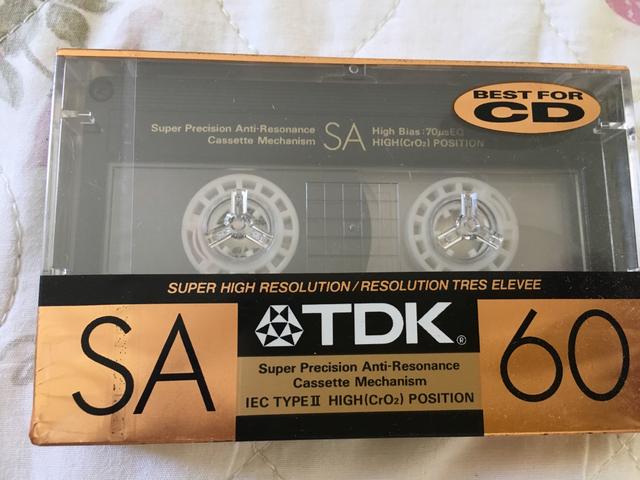 BEST FOR
CD
Super Precision Anti-Resonance
Cassette Mechanism
SA
High Bias:70µsEQ
HIGH(CrO₂) POSITION
SUPER HIGH RESOLUTION/RESOLUTION TRES ELEVEE
SA
TDK®
60
Super Precision Anti-Resonance
Cassette Mechanism
IEC TYPE II HIGH(CrO₂) POSITION